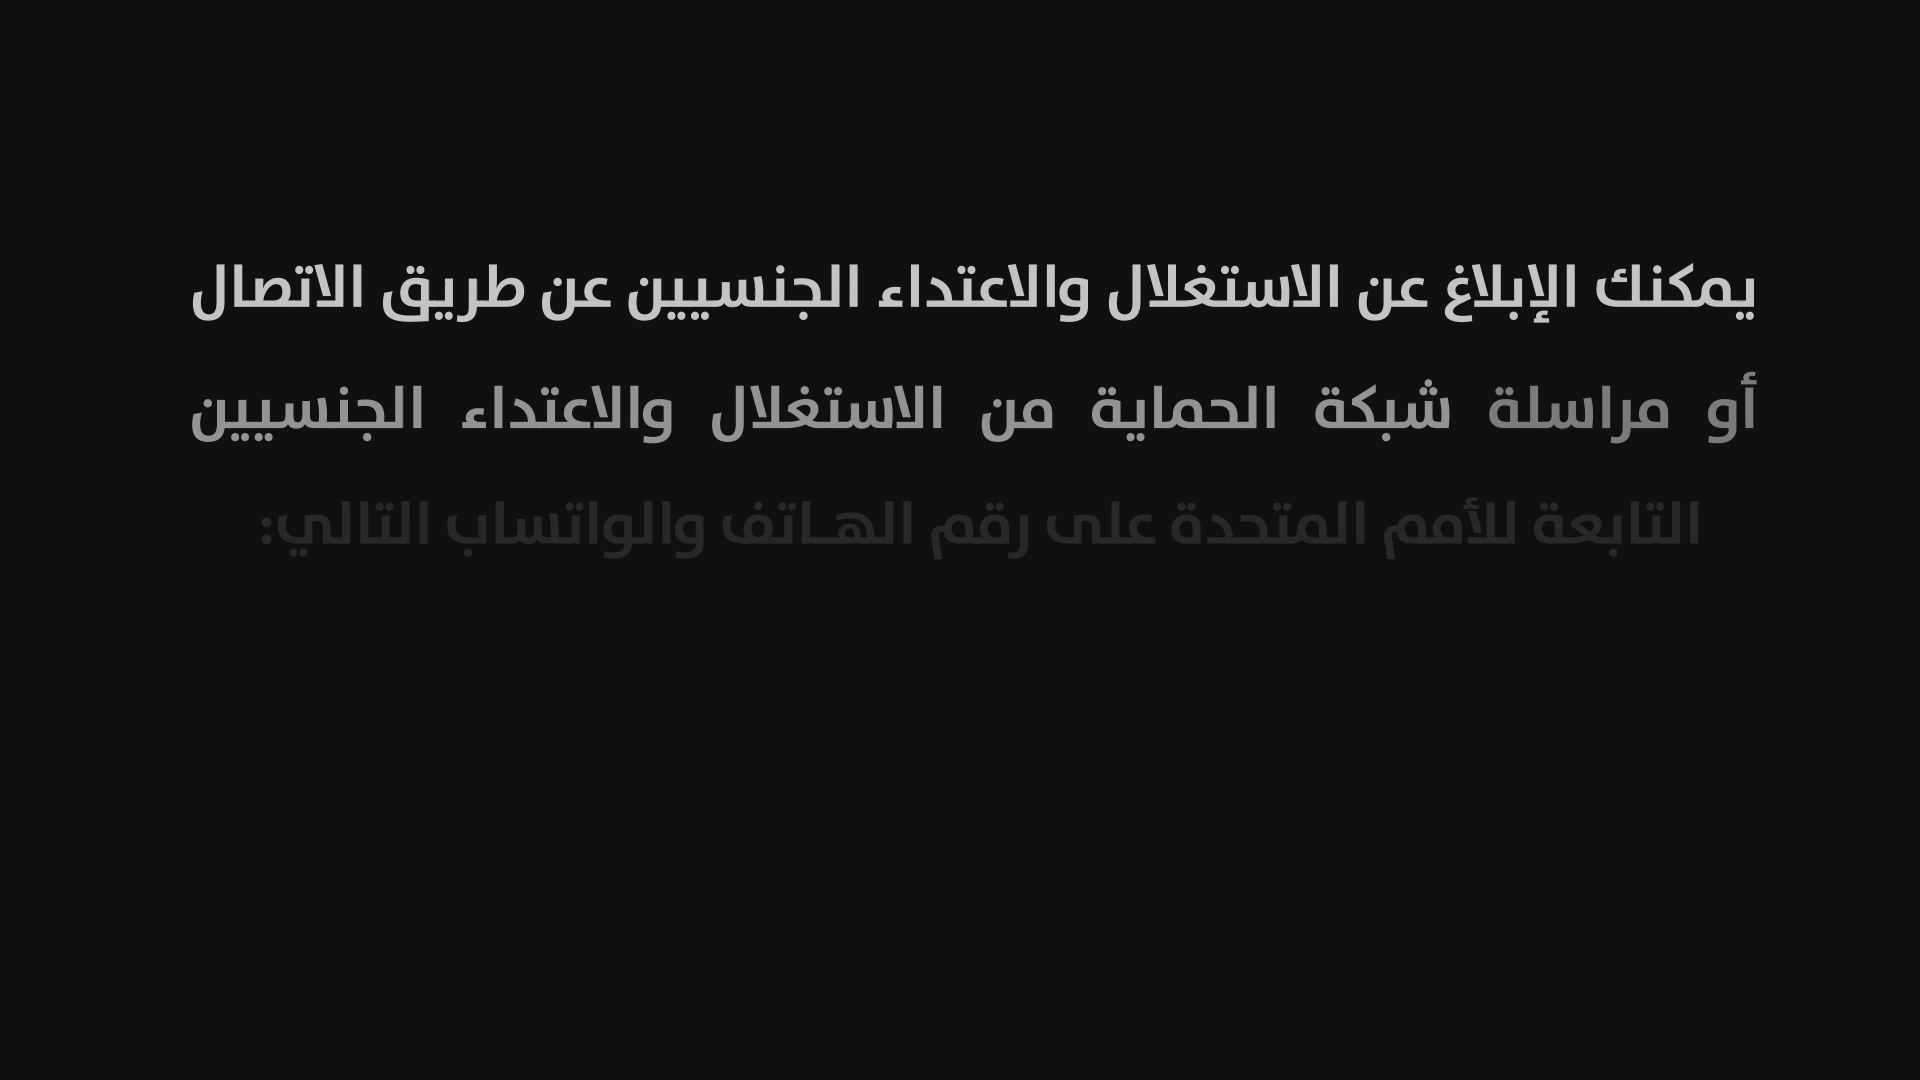 يمكنك الإبلاغ عن الاستغلال والاعتداء الجنسيين عن طريق الاتصال
أو مراسلة شبكة الحماية من الاستغلال والاعتداء الجنسيين
التابعة للأمم المتحدة على رقم الهــاتف والواتساب التالي: